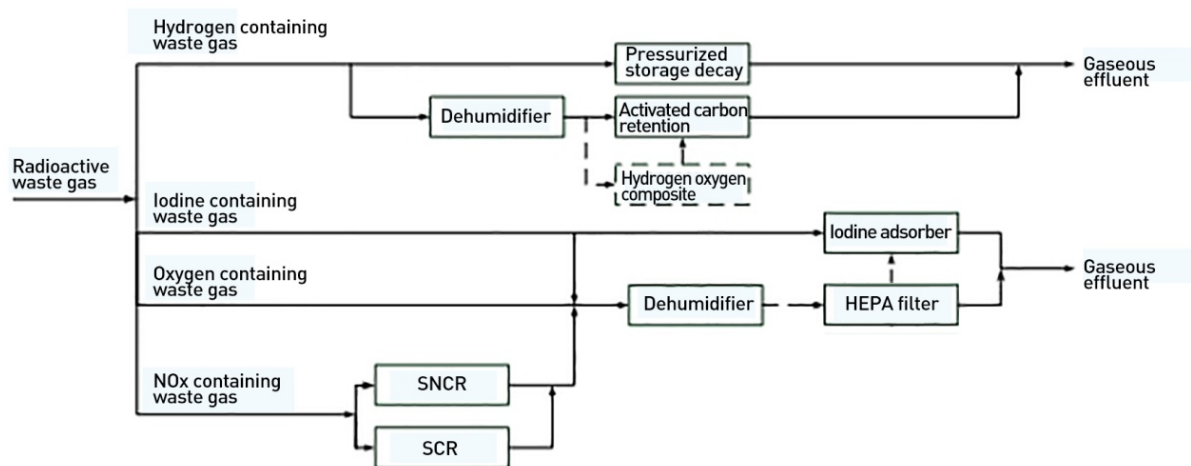 Hydrogen containing
waste gas
Pressurized
storage decay
Gaseous
effluent
Dehumidifier
Activated carbon
retention
Radioactive
waste gas
Hydrogen oxygen
composite
Iodine containing
waste gas
Iodine adsorber
Oxygen containing
waste gas
Gaseous
effluent
Dehumidifier
HEPA filter
NOx containing
waste gas
SNCR
SCR